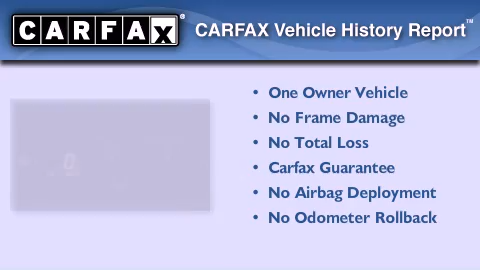 CARFAX® CARFAX Vehicle History Report™
• One Owner Vehicle
• No Frame Damage
• No Total Loss
• Carfax Guarantee
• No Airbag Deployment
• No Odometer Rollback